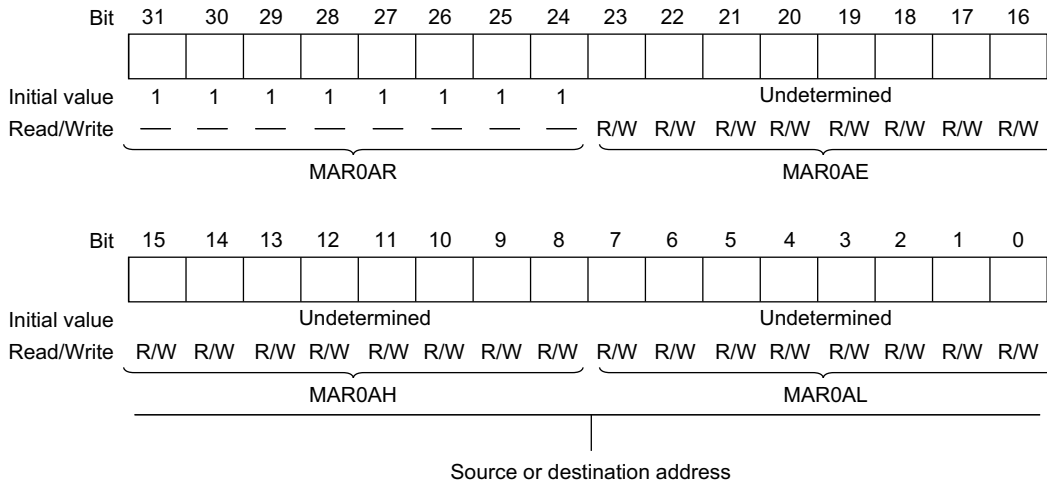 Bit 31 30 29 28 27 26 25 24 23 22 21 20 19 18 17 16
Initial value 1 1 1 1 1 1 1 1 Undetermined
Read/Write — — — — — — — — R/W R/W R/W R/W R/W R/W R/W R/W
MAR0AR MAR0AE
Bit 15 14 13 12 11 10 9 8 7 6 5 4 3 2 1 0
Initial value Undetermined Undetermined
Read/Write R/W R/W R/W R/W R/W R/W R/W R/W R/W R/W R/W R/W R/W R/W R/W R/W
MAR0AH MAR0AL
Source or destination address